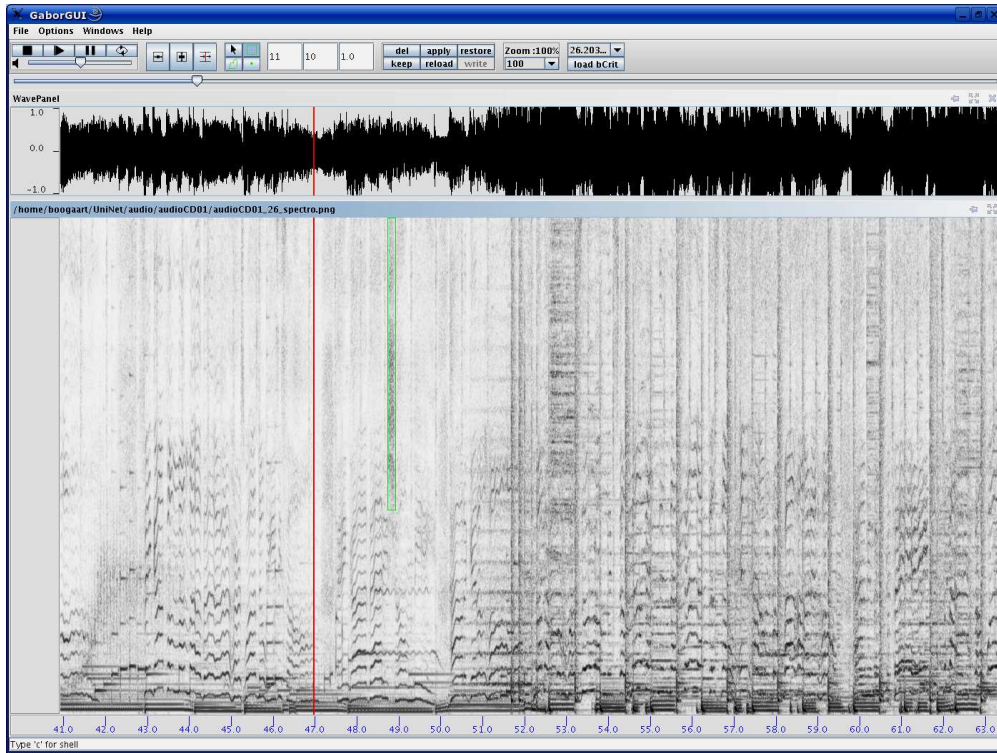 GaborGUI
File Options Windows Help
11 10 1.0
del apply restore
keep reload write
Zoom :100%
100
26.203...
load bCrit
WavePanel
1.0
0.0
-1.0
/home/boogaart/UniNet/audio/audioCD01/audioCD01_26_spectro.png
41.0 42.0 43.0 44.0 45.0 46.0 47.0 48.0 49.0 50.0 51.0 52.0 53.0 54.0 55.0 56.0 57.0 58.0 59.0 60.0 61.0 62.0 63.0
Type 'c' for shell